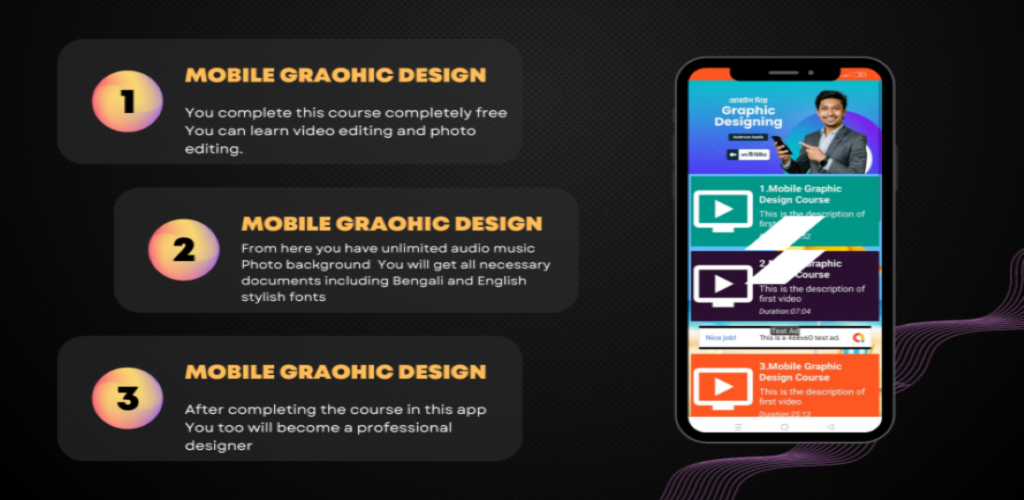 1
MOBILE GRAOHIC DESIGN
You complete this course completely free
You can learn video editing and photo
editing.
2
MOBILE GRAOHIC DESIGN
From here you have unlimited audio music
Photo background You will get all necessary
documents including Bengali and English
stylish fonts
3
MOBILE GRAOHIC DESIGN
After completing the course in this app
You too will become a professional
designer
মোবাইল দিয়ে
Graphic
Designing
1.Mobile Graphic
Design Course
This is the description of
first
2.M raphic
Course
This is the description of
first video
Duration:07:04
Test Ad
Nice job!
This is a 468x60 test ad.
3.Mobile Graphic
Design Course
This is the description of
first video
Duration:25:13